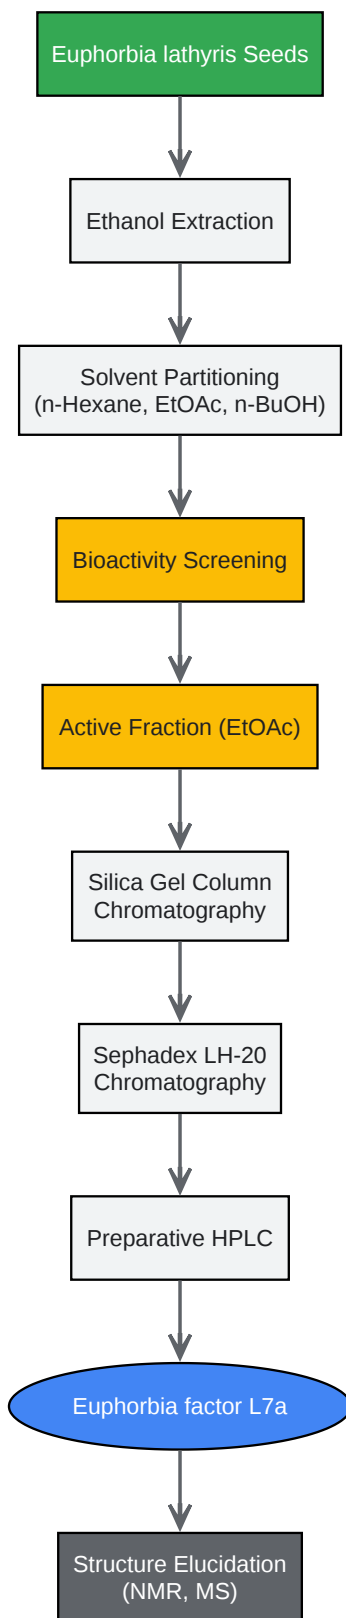 Euphorbia lathyris Seeds
Ethanol Extraction
Solvent Partitioning
(n-Hexane, EtOAc, n-BuOH)
Bioactivity Screening
Active Fraction (EtOAc)
Silica Gel Column
Chromatography
Sephadex LH-20
Chromatography
Preparative HPLC
Euphorbia factor L7a
Structure Elucidation
(NMR, MS)